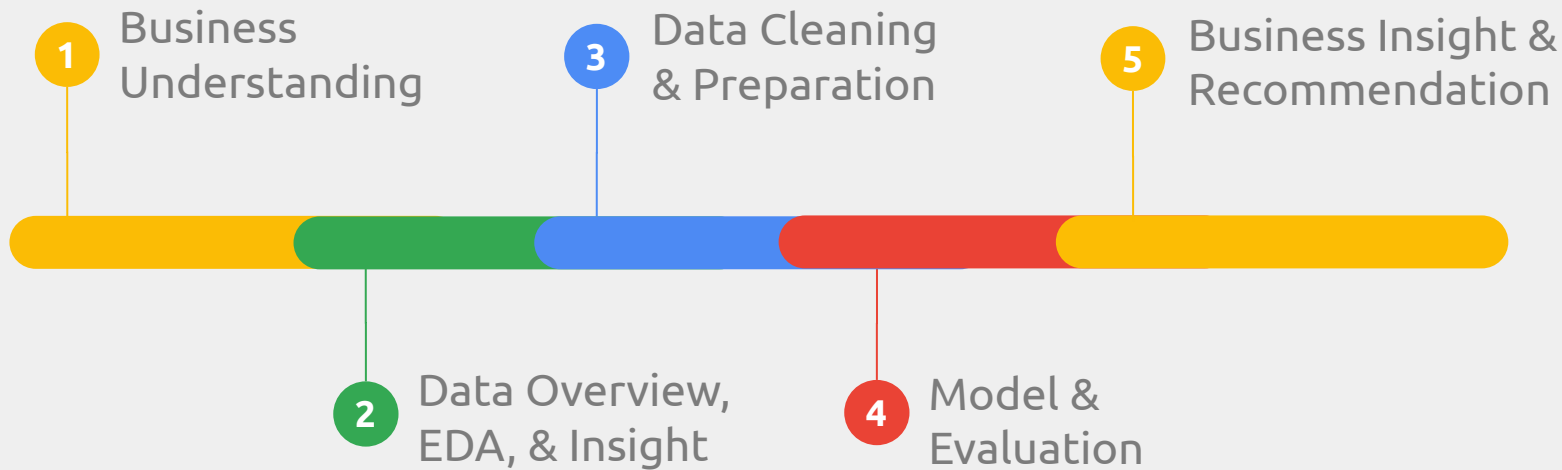 1
Business
Understanding
2
Data Overview,
EDA, & Insight
3
Data Cleaning
& Preparation
4
Model &
Evaluation
5
Business Insight &
Recommendation